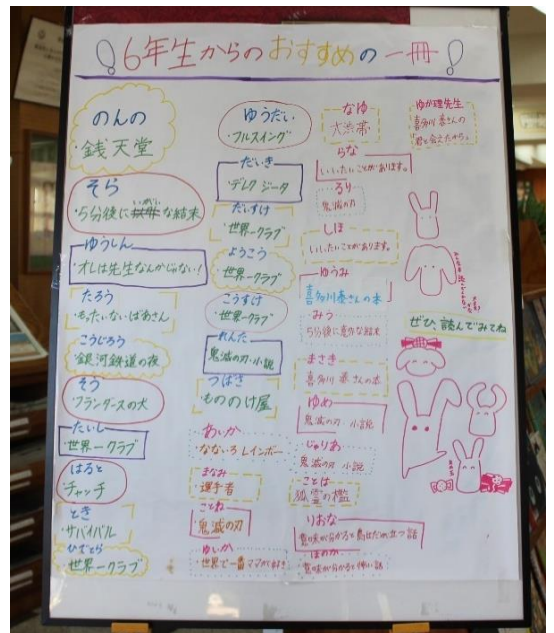 6年生からのおすすめの一冊
のんの
・銭天堂
そら
・5分後に な結末
ゆうしん
・オレは先生なんかじゃない!
たろう
・もったいないばあさん
こうじろう
・銀河鉄道の夜
そう
・フランダースの犬
たいし
・世界一クラブ
はると
チャンチ
とき
・サバイバル
ひでとら
・世界一クラブ
ゆうだい
・フルスイング
だいき
・デレク ジータ
だいすけ
・世界一クラブ
ようこう
・世界一クラブ
こうすけ
・世界一クラブ
れんた
鬼滅の刃・小説
つばさ
もののけ屋
あいか
・なないろレインボー
まなみ
・選手者
ことね
・鬼滅の刃
ゆいか
・世界で一番ママが好き
なゆ
らな
・いいたいことがあります。
るり
・鬼滅の刃
しほ
・いいたいことがあります。
ゆうみ
喜多川泰さんの本
みう
・5分後に意外な結末
まさき
・喜多川 泰さんの本
ゆめ
・鬼滅の刃 小説
じゅりあ
・鬼滅の刃 小説
ことは
狐霊の檻
りおな
ほのか
・意味が分かると怖い話
ゆか理先生
喜多川 泰さんの
「君と会えたから。
ぜひ、読んでみてね